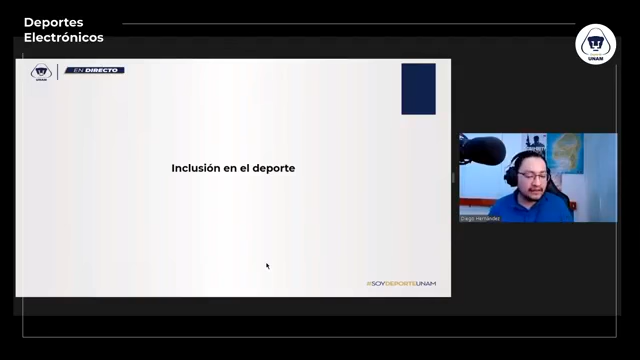 Deportes
Electrónicos
UNAM
UNAM
EN DIRECTO
Inclusión en el deporte
Diego Hernández
#SOYDEPORTEUNAM